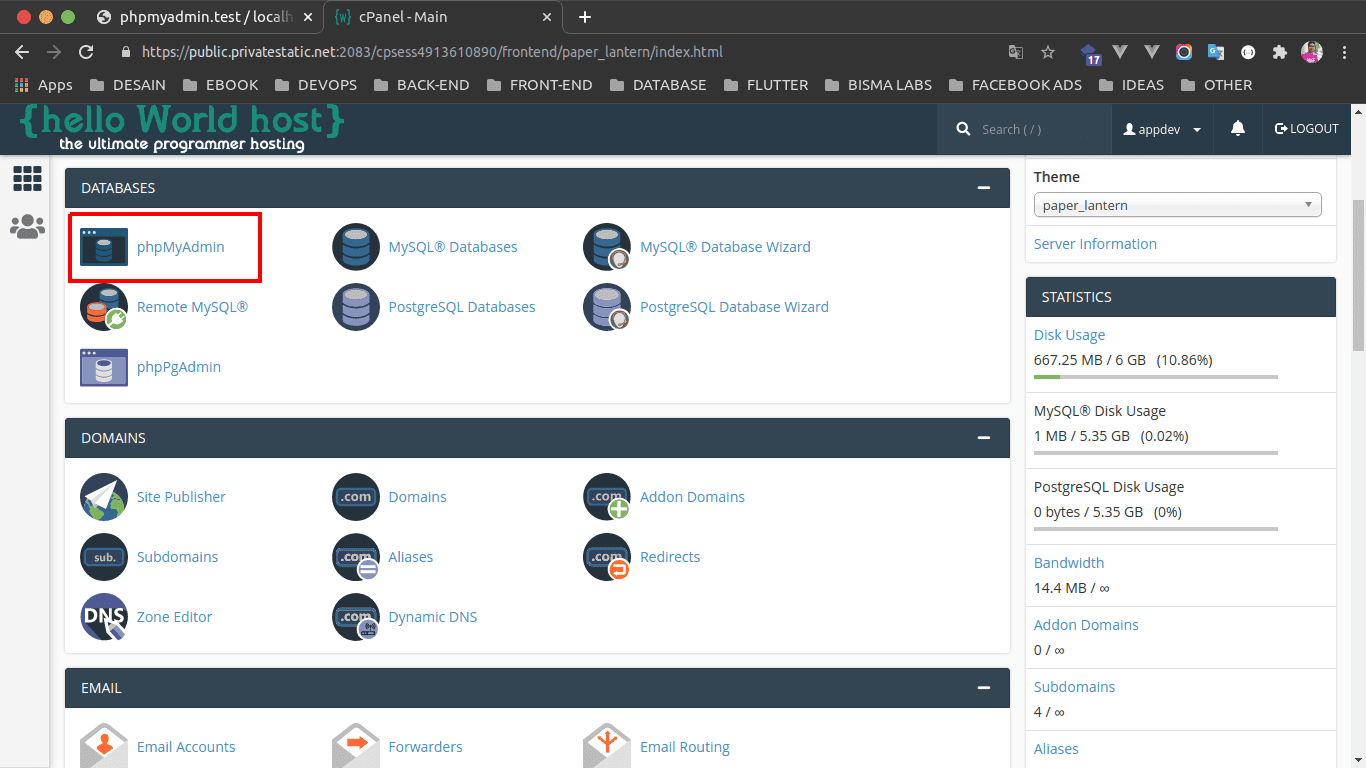 phpmyadmin.test / localh
cPanel - Main
https://public.privatestatic.net:2083/cpsess4913610890/frontend/paper_lantern/index.html
17
Apps
DESAIN
EBOOK
DEVOPS
BACK-END
FRONT-END
DATABASE
FLUTTER
BISMA LABS
FACEBOOK ADS
IDEAS
OTHER
{hello World host}
the ultimate programmer hosting
Search ( / )
appdev
LOGOUT
DATABASES
phpMyAdmin
MySQL® Databases
MySQL® Database Wizard
Remote MySQL®
PostgreSQL Databases
PostgreSQL Database Wizard
phpPgAdmin
DOMAINS
Site Publisher
.com
Domains
.com
Addon Domains
sub.
Subdomains
.com
Aliases
.com
Redirects
DNS
Zone Editor
.com
Dynamic DNS
EMAIL
Email Accounts
Forwarders
Email Routing
Theme
paper_lantern
Server Information
STATISTICS
Disk Usage
667.25 MB / 6 GB (10.86%)
MySQL® Disk Usage
1 MB / 5.35 GB (0.02%)
PostgreSQL Disk Usage
0 bytes / 5.35 GB (0%)
Bandwidth
14.4 MB / ∞
Addon Domains
0 / ∞
Subdomains
4 / ∞
Aliases